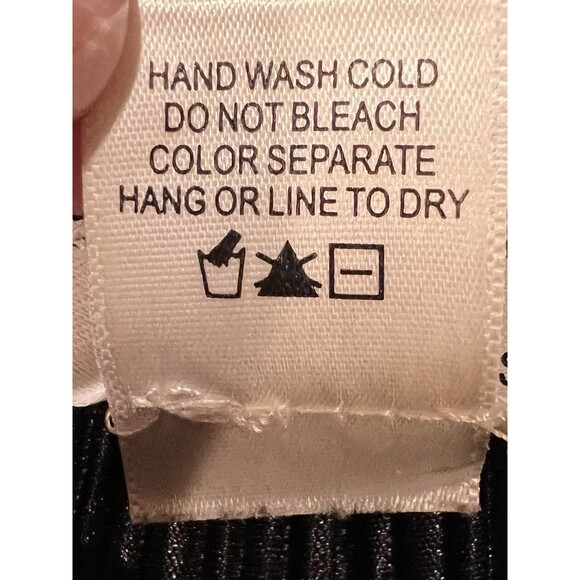 HAND WASH COLD
DO NOT BLEACH
COLOR SEPARATE
HANG OR LINE TO DRY